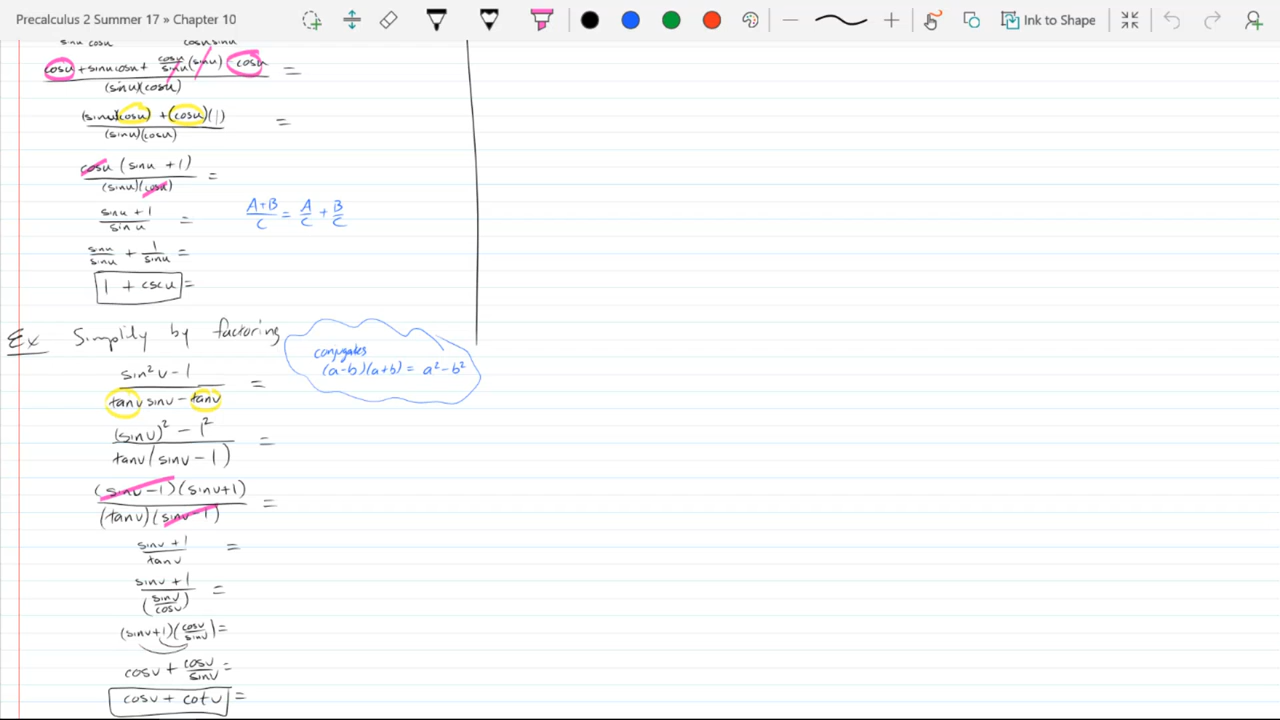 Precalculus 2 Summer 17 » Chapter 10
Ink to Shape
sinu cosu cosu sinu
cosu + sinu cosu + cosu/sinu (sinu) cosu =
(sinu)(cosu)
(sinu)(cosu) + (cosu)(1) =
(sinu)(cosu)
cosu (sinu + 1) =
(sinu)(cosu)
sinu + 1 / sinu =
A+B/C = A/C + B/C
sinu/sinu + 1/sinu =
1 + cscu =
Ex Simplify by factoring
conjugates
(a-b)(a+b) = a² - b²
sin²v - 1 =
tanv sinv - tanv
(sinv)² - 1² =
tanv (sinv - 1)
(sinv - 1)(sinv + 1) =
(tanv)(sinv - 1)
sinv + 1 =
tanv
sinv + 1 =
(sinv/cosv)
(sinv + 1)(cosv/sinv) =
cosv + cosv/sinv =
cosv + cotv =